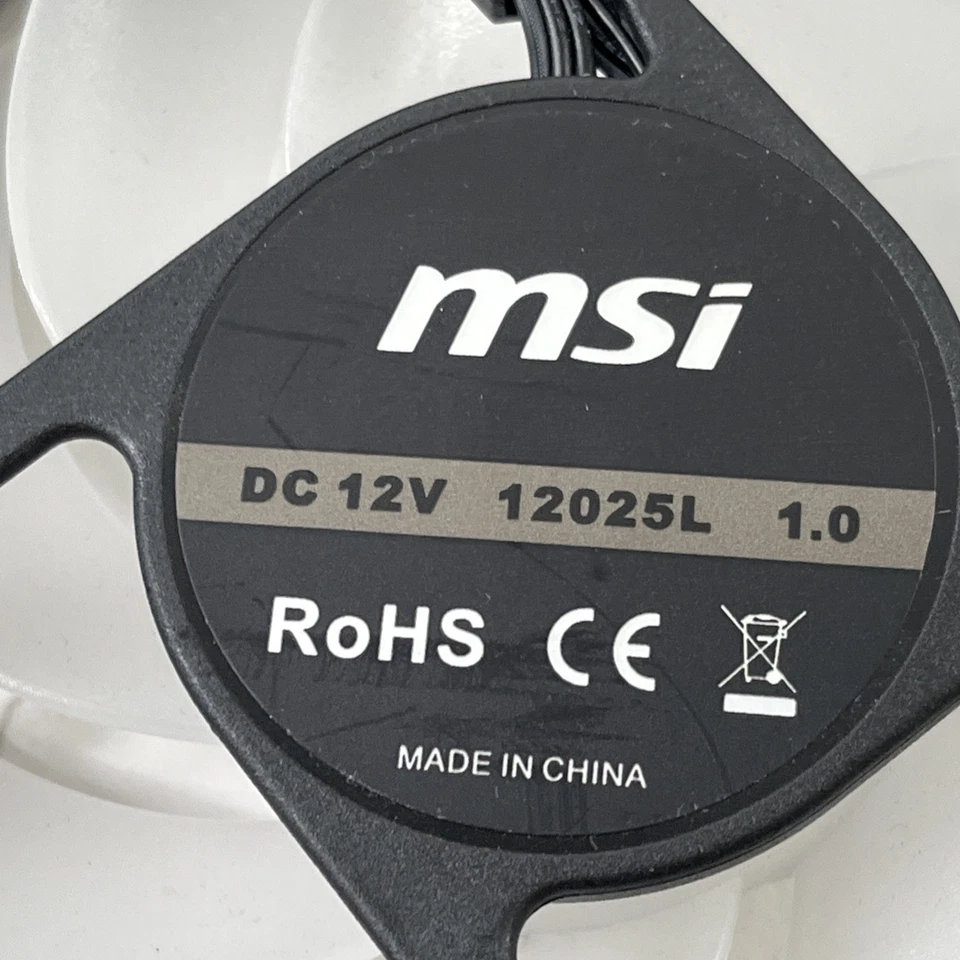 msi
DC 12V 12025L 1.0
RoHS CE
MADE IN CHINA